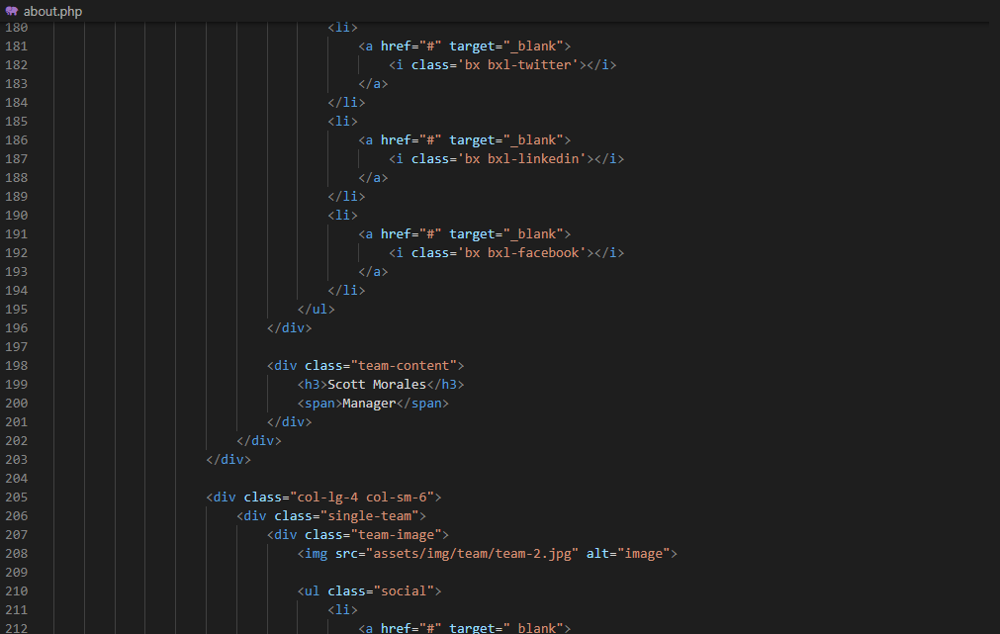 about.php
180 <li>
181 <a href="#" target="_blank">
182 <i class='bx bxl-twitter'></i>
183 </a>
184 </li>
185 <li>
186 <a href="#" target="_blank">
187 <i class='bx bxl-linkedin'></i>
188 </a>
189 </li>
190 <li>
191 <a href="#" target="_blank">
192 <i class='bx bxl-facebook'></i>
193 </a>
194 </li>
195 </ul>
196 </div>
197
198 <div class="team-content">
199 <h3>Scott Morales</h3>
200 <span>Manager</span>
201 </div>
202 </div>
203 </div>
204
205 <div class="col-lg-4 col-sm-6">
206 <div class="single-team">
207 <div class="team-image">
208 <img src="assets/img/team/team-2.jpg" alt="image">
209
210 <ul class="social">
211 <li>
212 <a href="#" target="_blank">